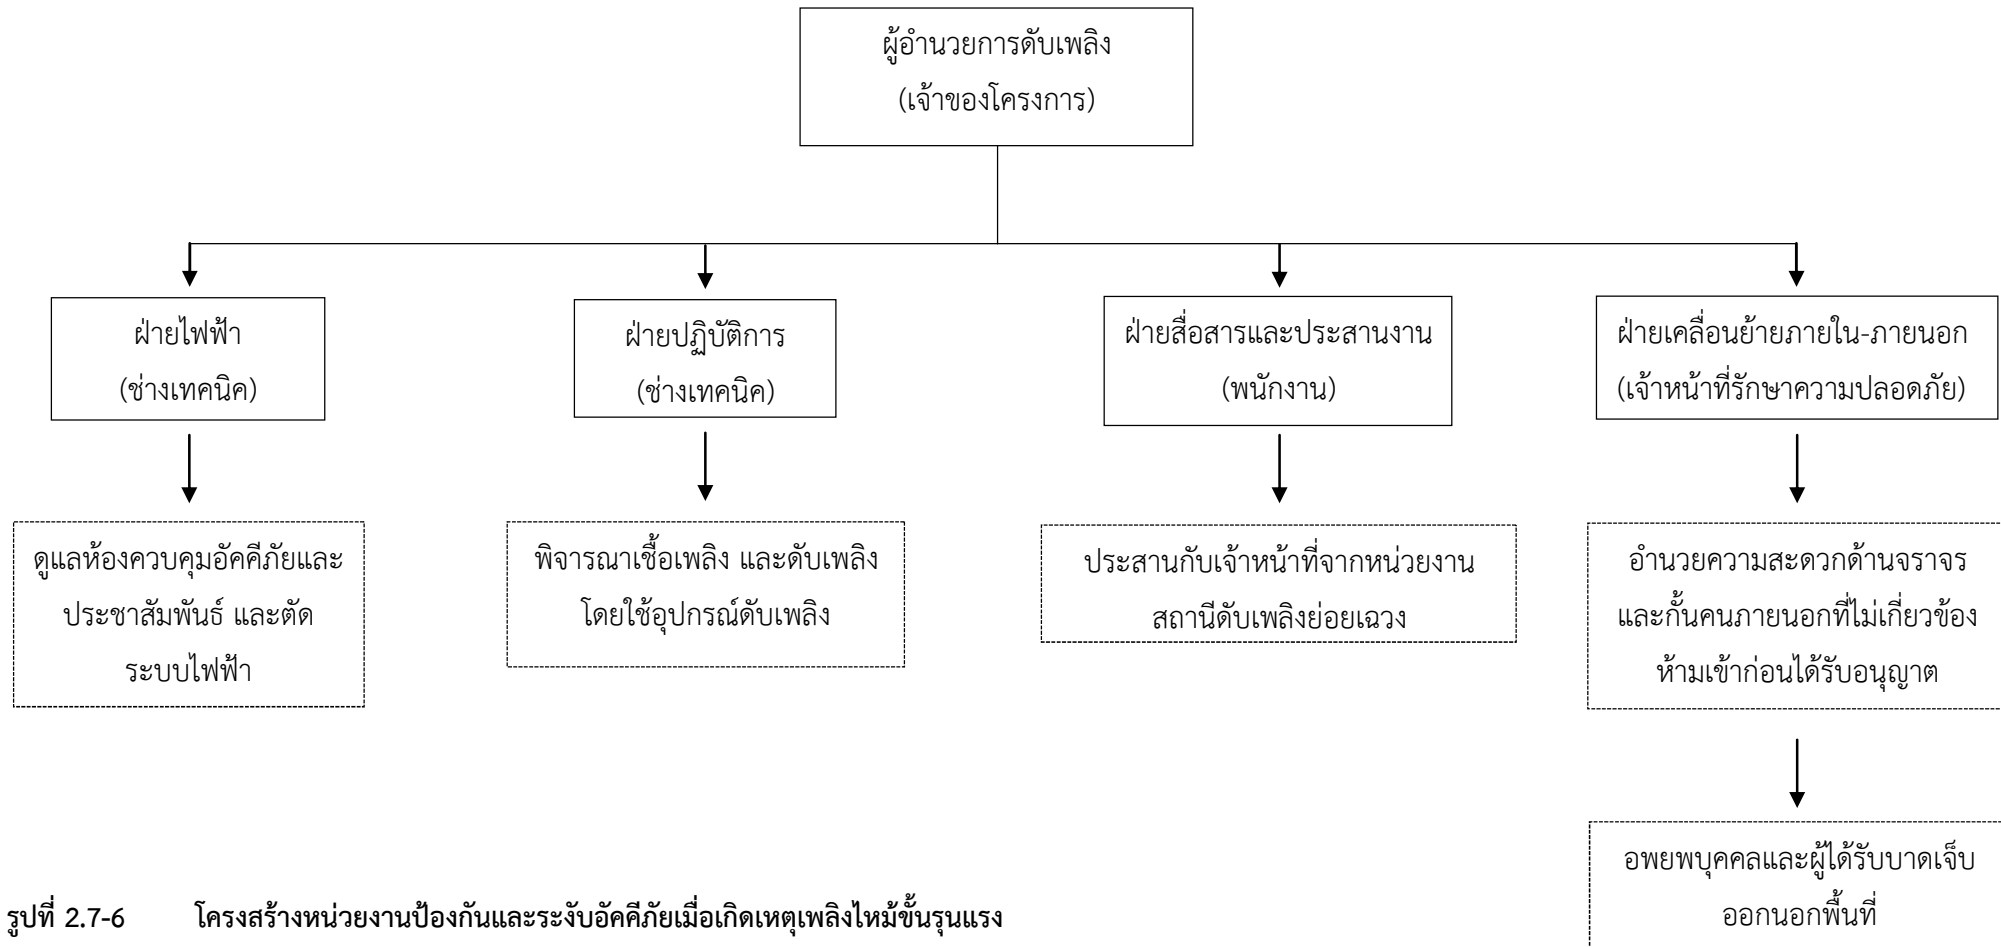 ผู้อำนวยการดับเพลิง
(เจ้าของโครงการ)
ฝ่ายไฟฟ้า
(ช่างเทคนิค)
ฝ่ายปฏิบัติการ
(ช่างเทคนิค)
ฝ่ายสื่อสารและประสานงาน
(พนักงาน)
ฝ่ายเคลื่อนย้ายภายใน-ภายนอก
(เจ้าหน้าที่รักษาความปลอดภัย)
ดูแลห้องควบคุมอัคคีภัยและ
ประชาสัมพันธ์ และตัด
ระบบไฟฟ้า
พิจารณาเชื้อเพลิง และดับเพลิง
โดยใช้อุปกรณ์ดับเพลิง
ประสานกับเจ้าหน้าที่จากหน่วยงาน
สถานีดับเพลิงย่อยเฉวง
อำนวยความสะดวกด้านจราจร
และกั้นคนภายนอกที่ไม่เกี่ยวข้อง
ห้ามเข้าก่อนได้รับอนุญาต
อพยพบุคคลและผู้ได้รับบาดเจ็บ
ออกนอกพื้นที่
รูปที่ 2.7-6 โครงสร้างหน่วยงานป้องกันและระงับอัคคีภัยเมื่อเกิดเหตุเพลิงไหม้ขั้นรุนแรง